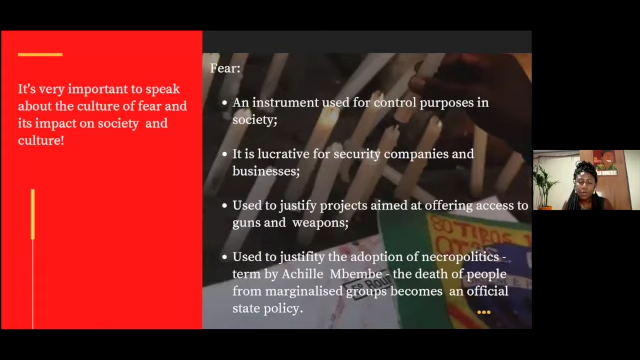 It's very important to speak
about the culture of fear and
its impact on society and
culture!
Fear:
An instrument used for control purposes in
society;
It is lucrative for security companies and
businesses;
Used to justify projects aimed at offering access to
guns and weapons;
Used to justifity the adoption of necropolitics -
term by Achille Mbembe - the death of people
from marginalised groups becomes an official
state policy.
80 TIROS